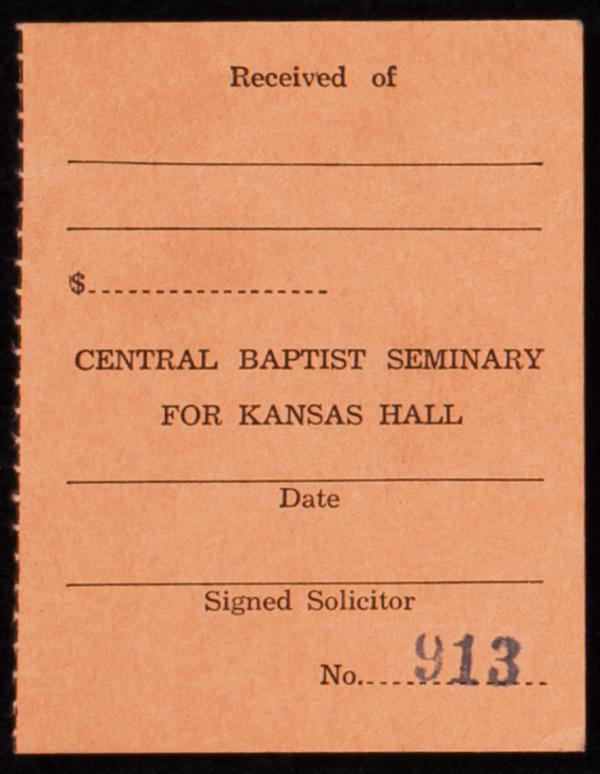 Received of
$
CENTRAL BAPTIST SEMINARY
FOR KANSAS HALL
Date
Signed Solicitor
No. 913